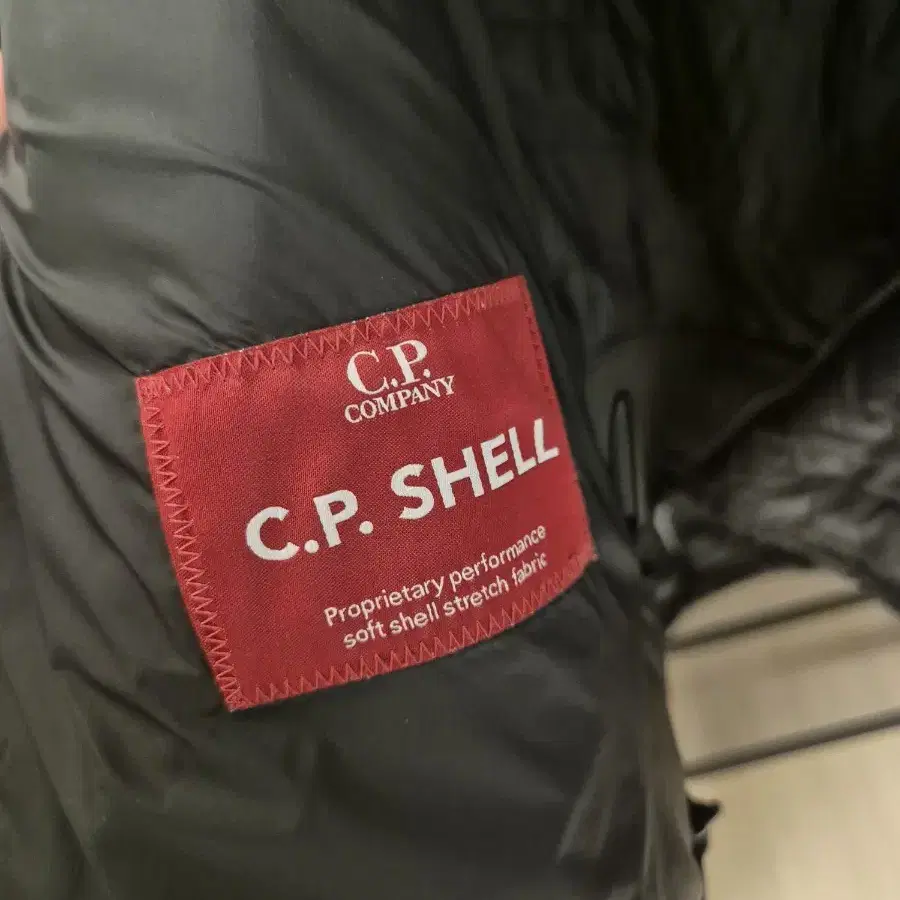 C.P.
COMPANY
C.P. SHELL
Proprietary performance
soft shell stretch fabric